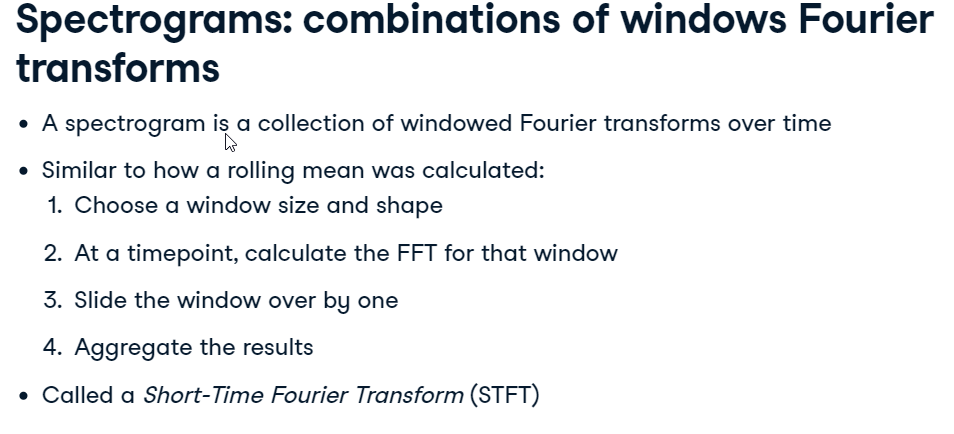 Spectrograms: combinations of windows Fourier
transforms
• A spectrogram is a collection of windowed Fourier transforms over time
• Similar to how a rolling mean was calculated:
1. Choose a window size and shape
2. At a timepoint, calculate the FFT for that window
3. Slide the window over by one
4. Aggregate the results
• Called a Short-Time Fourier Transform (STFT)